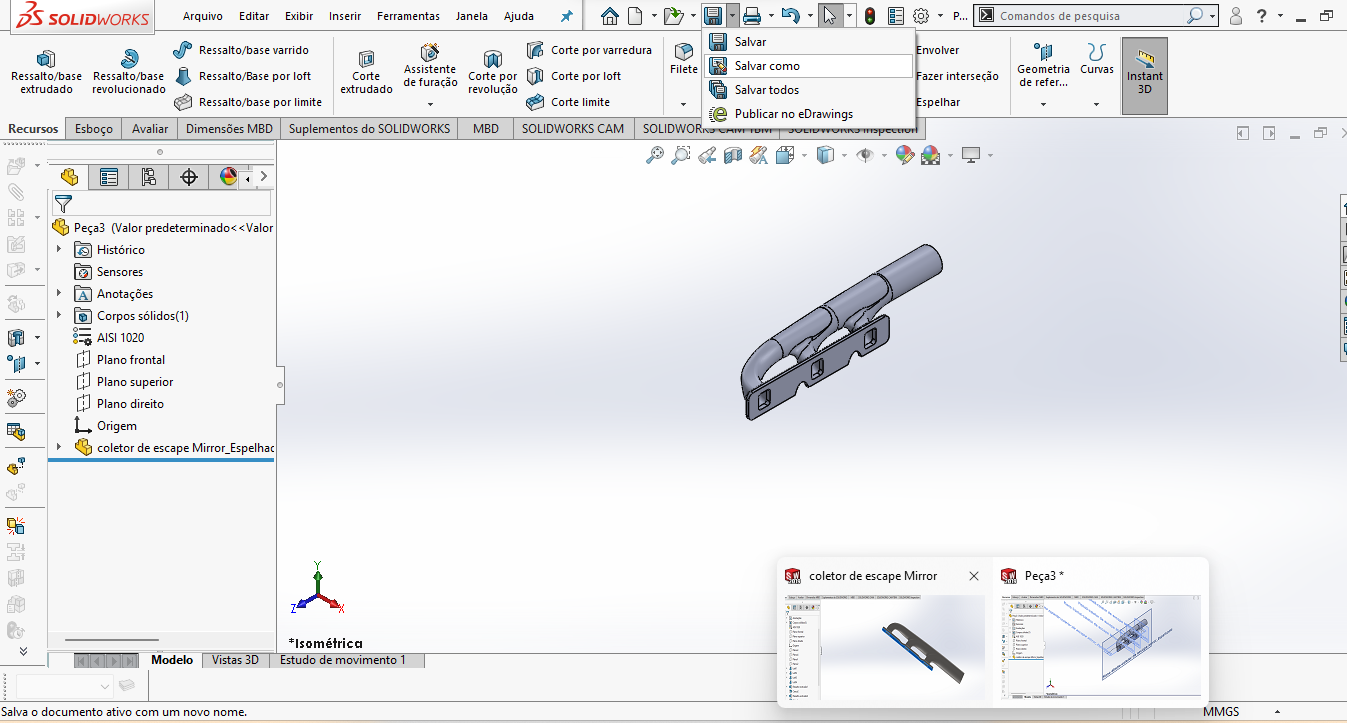 SOLIDWORKS
Arquivo Editar Exibir Inserir Ferramentas Janela Ajuda
P...
Comandos de pesquisa
?
Ressalto/base extrudado
Ressalto/base revolucionado
Ressalto/base varrido
Ressalto/Base por loft
Ressalto/base por limite
Corte extrudado
Assistente de furação
Corte por revolução
Corte por varredura
Corte por loft
Corte limite
Filete
Salvar
Salvar como
Salvar todos
Publicar no eDrawings
Envolver
Fazer interseção
Espelhar
Geometria de refer...
Curvas
Instant 3D
Recursos Esboço Avaliar Dimensões MBD Suplementos do SOLIDWORKS MBD SOLIDWORKS CAM SOLIDWORKS CAM TBM SOLIDWORKS Inspection
Peça3 (Valor predeterminado<<Valor
Histórico
Sensores
Anotações
Corpos sólidos(1)
AISI 1020
Plano frontal
Plano superior
Plano direito
Origem
coletor de escape Mirror_Espelhac
Y
Z
X
*Isométrica
coletor de escape Mirror
Peça3 *
Modelo Vistas 3D Estudo de movimento 1
Salva o documento ativo com um novo nome.
MMGS